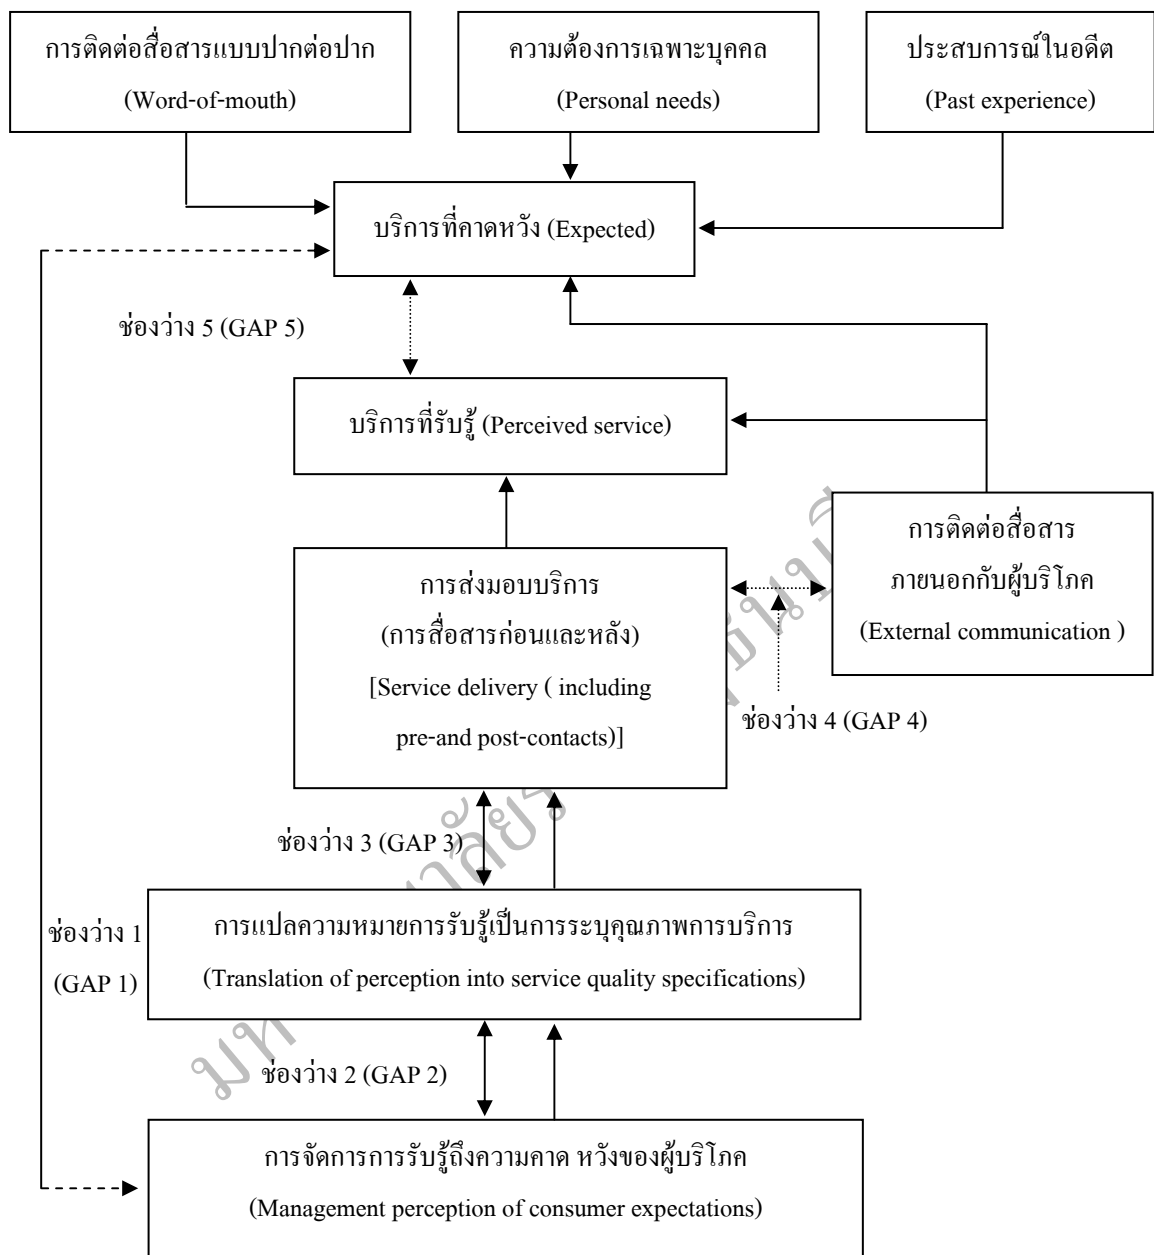 การติดต่อสื่อสารแบบปากต่อปาก
(Word-of-mouth)
ความต้องการเฉพาะบุคคล
(Personal needs)
ประสบการณ์ในอดีต
(Past experience)
บริการที่คาดหวัง (Expected)
ช่องว่าง 5 (GAP 5)
บริการที่รับรู้ (Perceived service)
การติดต่อสื่อสาร
ภายนอกกับผู้บริโภค
(External communication )
การส่งมอบบริการ
(การสื่อสารก่อนและหลัง)
[Service delivery ( including
pre-and post-contacts)]
ช่องว่าง 4 (GAP 4)
ช่องว่าง 3 (GAP 3)
ช่องว่าง 1
(GAP 1)
การแปลความหมายการรับรู้เป็นการระบุคุณภาพการบริการ
(Translation of perception into service quality specifications)
ช่องว่าง 2 (GAP 2)
การจัดการการรับรู้ถึงความคาด หวังของผู้บริโภค
(Management perception of consumer expectations)